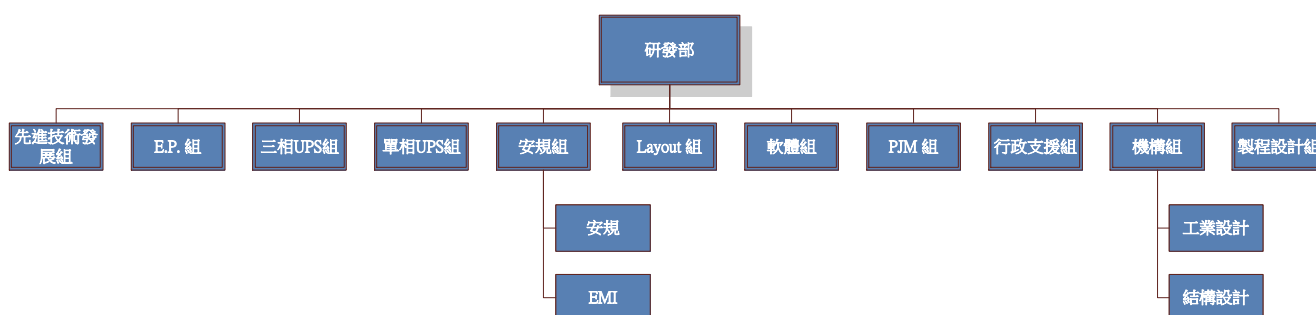 研發部
先進技術發
展組
E.P. 組
三相UPS組
單相UPS組
安規組
Layout 組
軟體組
PJM 組
行政支援組
機構組
製程設計組
安規
工業設計
EMI
結構設計